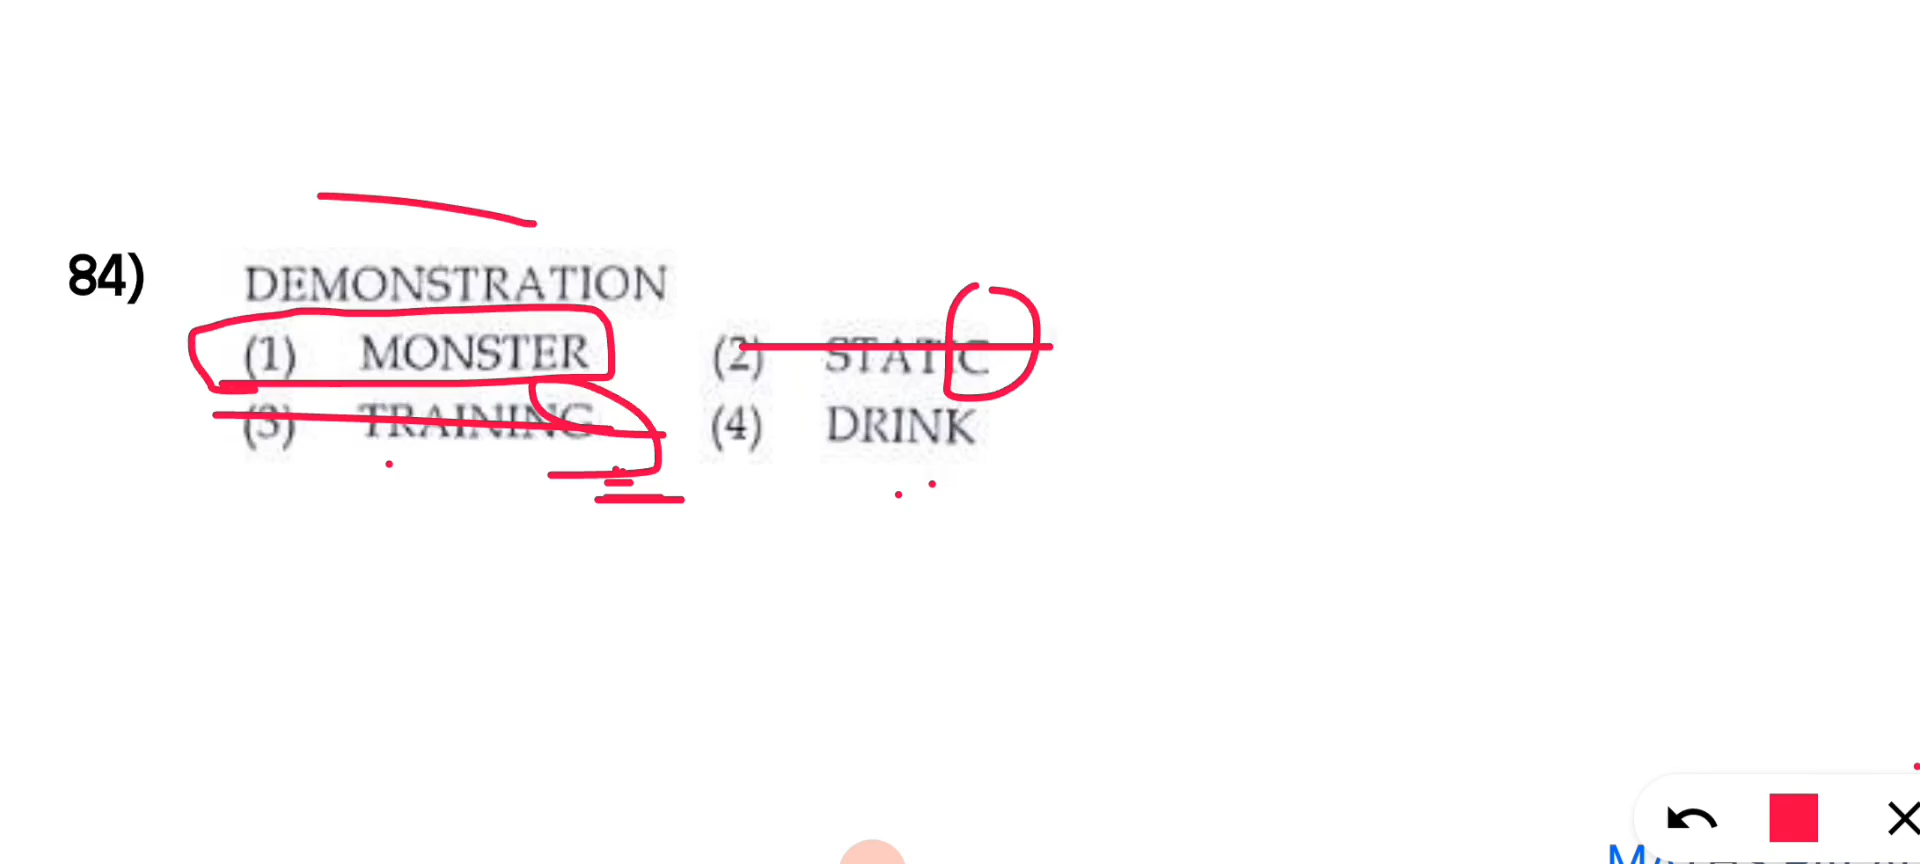 84) DEMONSTRATION
(1) MONSTER (2) STATIC
(3) TRAINING (4) DRINK